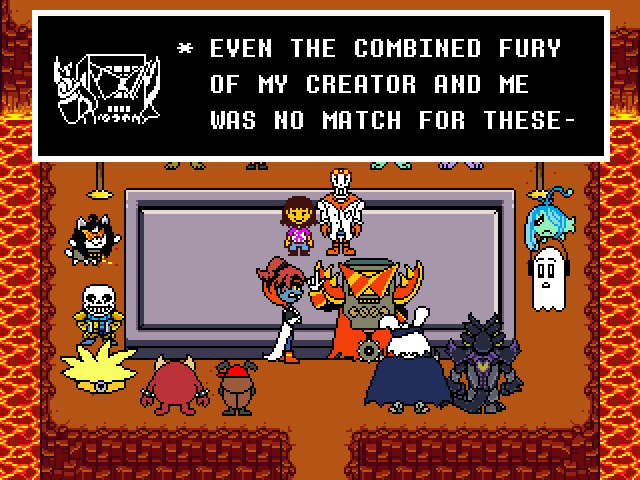 * EVEN THE COMBINED FURY
OF MY CREATOR AND ME
WAS NO MATCH FOR THESE-